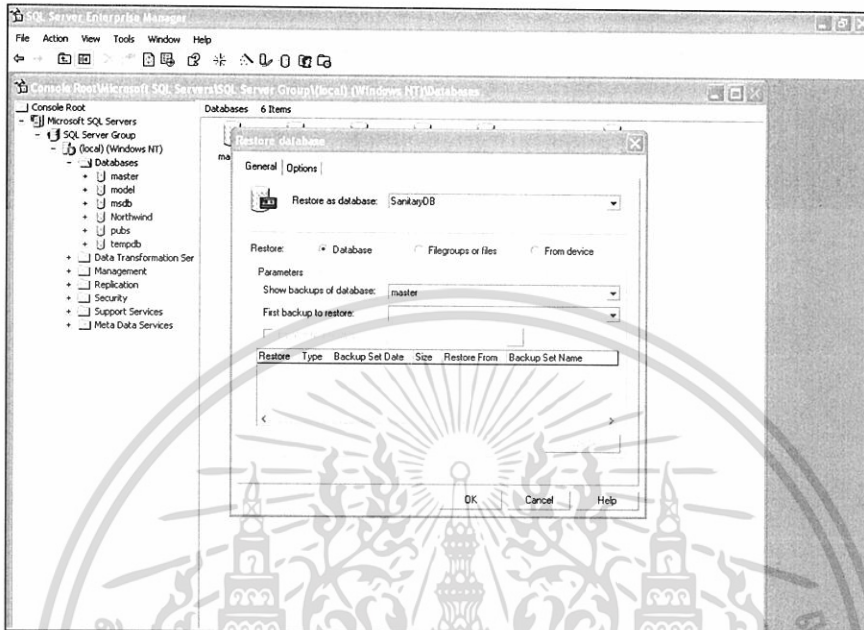 SQL Server Enterprise Manager
File Action View Tools Window Help
Console Root\Microsoft SQL Servers\SQL Server Group\(local) (Windows NT)\Databases
Console Root
Microsoft SQL Servers
SQL Server Group
(local) (Windows NT)
Databases
master
model
msdb
Northwind
pubs
tempdb
Data Transformation Ser
Management
Replication
Security
Support Services
Meta Data Services
Databases 6 Items
ma
Restore database
General Options
Restore as database: SanitaryDB
Restore: Database Filegroups or files From device
Parameters
Show backups of database: master
First backup to restore:
Restore Type Backup Set Date Size Restore From Backup Set Name
OK Cancel Help